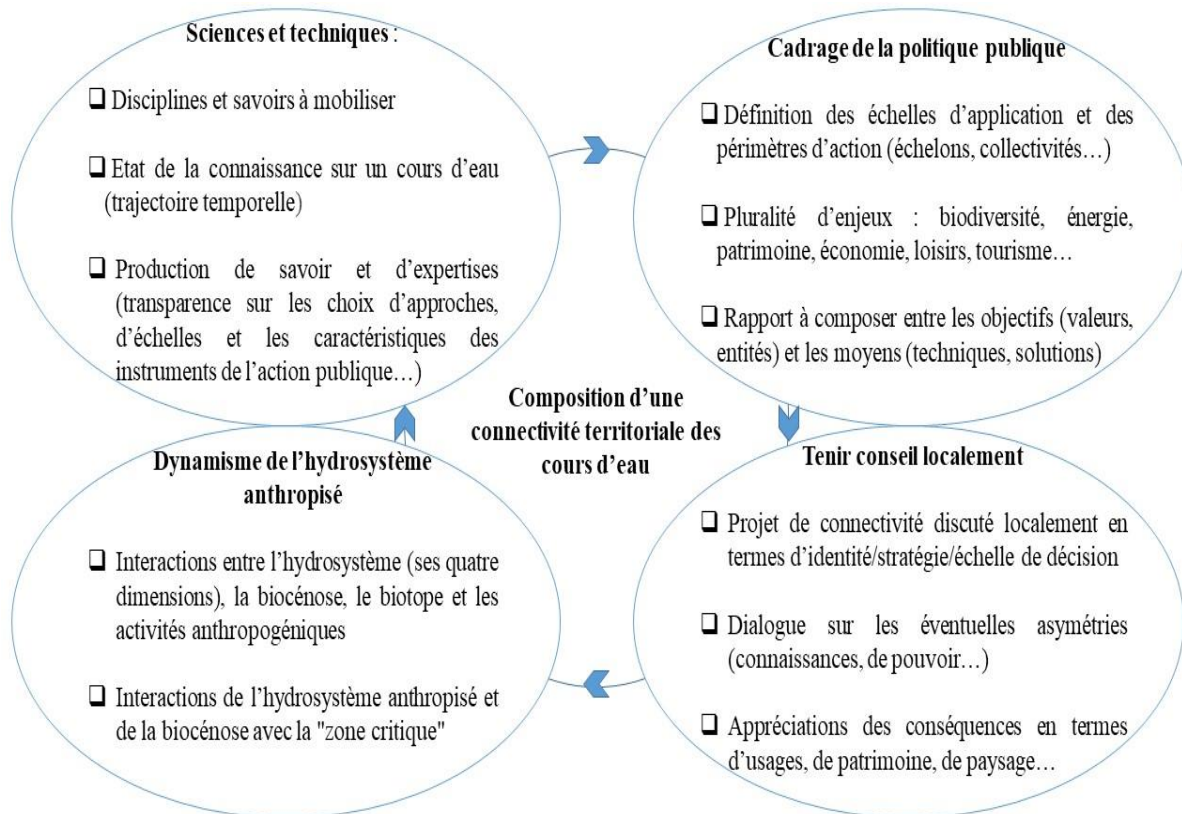 Sciences et techniques :
❑ Disciplines et savoirs à mobiliser
❑ Etat de la connaissance sur un cours d'eau
(trajectoire temporelle)
❑ Production de savoir et d'expertises
(transparence sur les choix d'approches,
d'échelles et les caractéristiques des
instruments de l'action publique…)
Cadrage de la politique publique
❑ Définition des échelles d'application et des
périmètres d'action (échelons, collectivités…)
❑ Pluralité d'enjeux : biodiversité, énergie,
patrimoine, économie, loisirs, tourisme…
❑ Rapport à composer entre les objectifs (valeurs,
entités) et les moyens (techniques, solutions)
Composition d'une
connectivité territoriale des
cours d'eau
Dynamisme de l'hydrosystème
anthropisé
❑ Interactions entre l'hydrosystème (ses quatre
dimensions), la biocénose, le biotope et les
activités anthropogéniques
❑ Interactions de l'hydrosystème anthropisé et
de la biocénose avec la "zone critique"
Tenir conseil localement
❑ Projet de connectivité discuté localement en
termes d'identité/stratégie/échelle de décision
❑ Dialogue sur les éventuelles asymétries
(connaissances, de pouvoir…)
❑ Appréciations des conséquences en termes
d'usages, de patrimoine, de paysage…